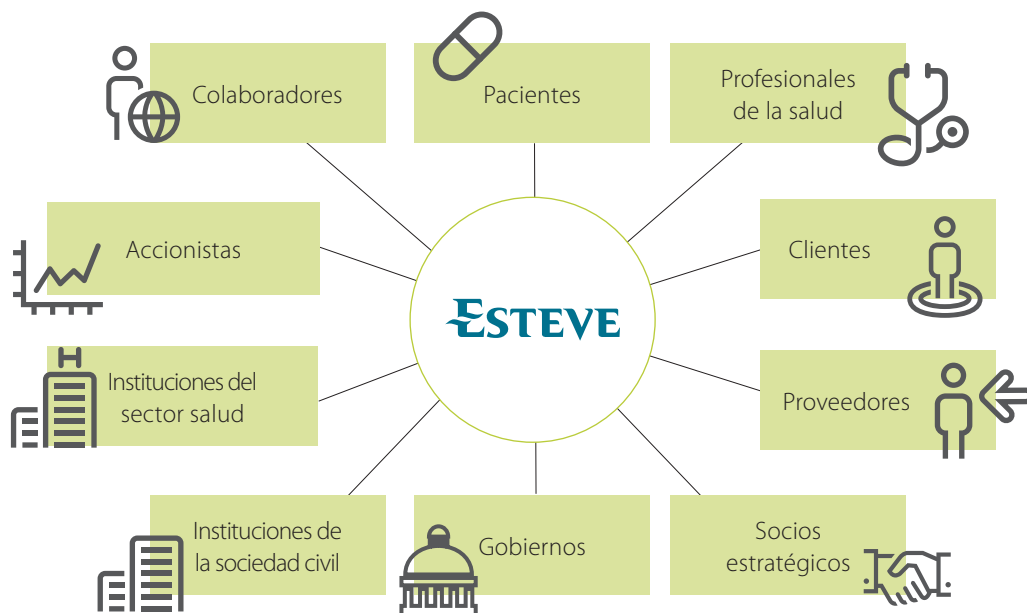 Colaboradores
Pacientes
Profesionales
de la salud
Accionistas
Clientes
ESTEVE
Instituciones del
sector salud
Proveedores
Instituciones de
la sociedad civil
Gobiernos
Socios
estratégicos